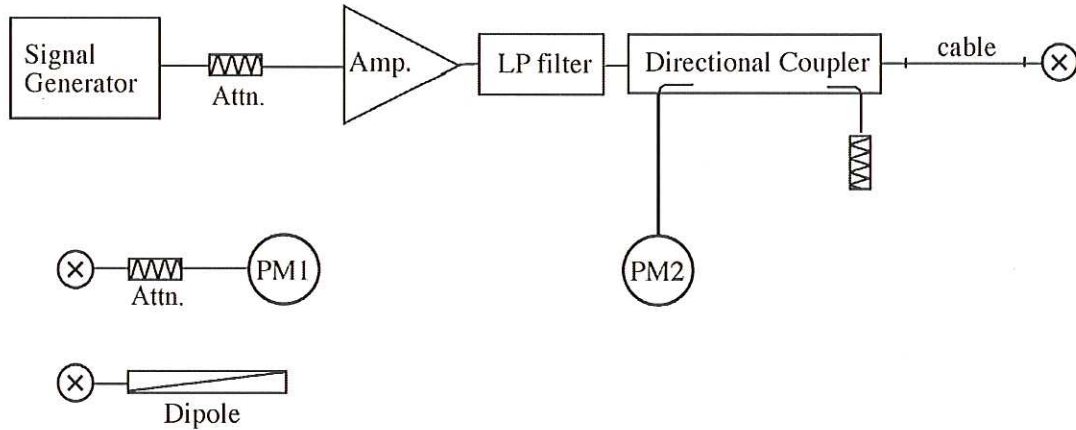 Signal
Generator
Attn.
Amp.
LP filter
Directional Coupler
cable
PM1
Attn.
PM2
Dipole